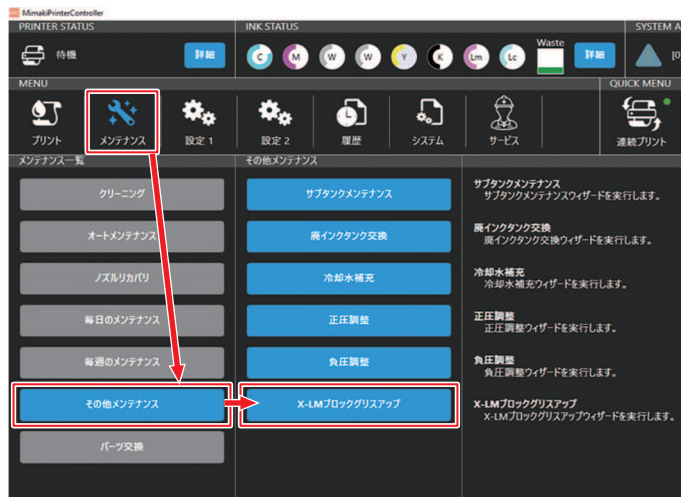 MimakiPrinterController
PRINTER STATUS
INK STATUS
SYSTEM A
待機
詳細
C
M
W
W
Y
K
Lm
Lc
Waste
詳細
[0
MENU
QUICK MENU
プリント
メンテナンス
設定 1
設定 2
履歴
システム
サービス
連続プリント
メンテナンス一覧
その他メンテナンス
クリーニング
オートメンテナンス
ノズルリカバリ
毎日のメンテナンス
毎週のメンテナンス
その他メンテナンス
パーツ交換
サブタンクメンテナンス
廃インクタンク交換
冷却水補充
正圧調整
負圧調整
X-LMブロックグリスアップ
サブタンクメンテナンス
サブタンクメンテナンスウィザードを実行します。
廃インクタンク交換
廃インクタンク交換ウィザードを実行します。
冷却水補充
冷却水補充ウィザードを実行します。
正圧調整
正圧調整ウィザードを実行します。
負圧調整
負圧調整ウィザードを実行します。
X-LMブロックグリスアップ
X-LMブロックグリスアップウィザードを実行します。